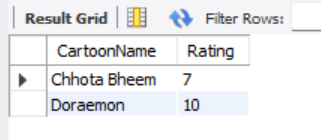 Result Grid Filter Rows:
CartoonName Rating
Chhota Bheem 7
Doraemon 10